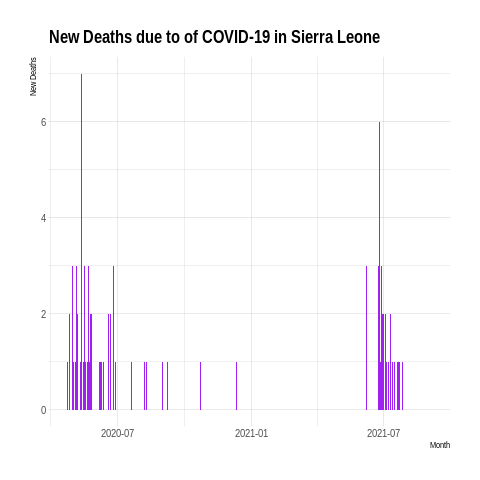 New Deaths due to of COVID-19 in Sierra Leone
New Deaths
6
4
2
0
2020-07
2021-01
2021-07
Month